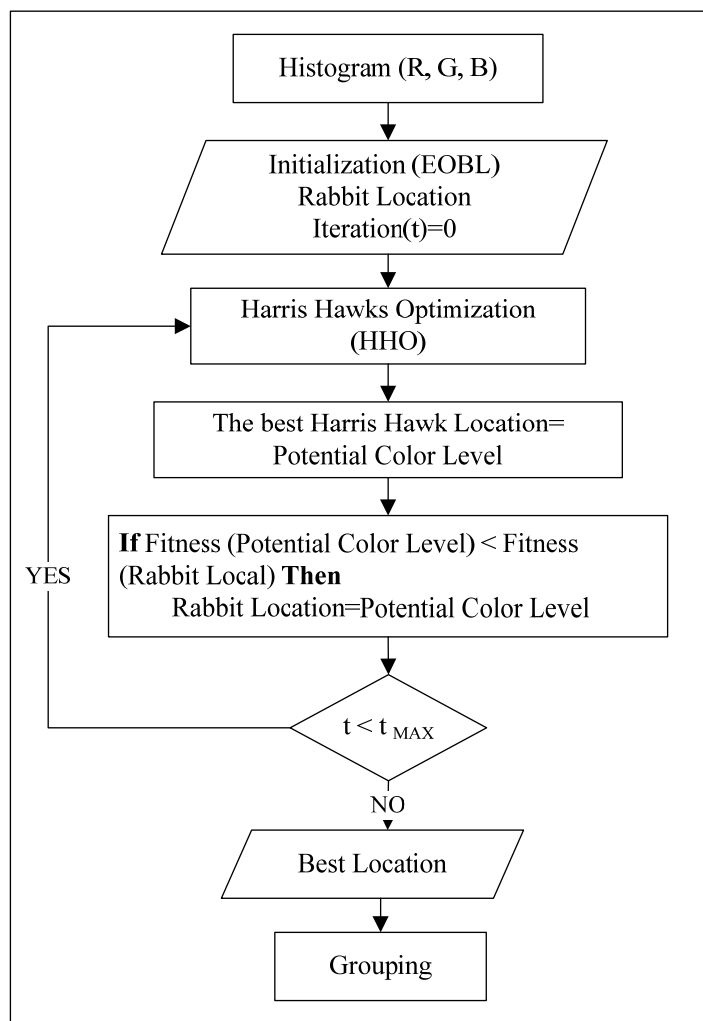 Histogram (R, G, B)
Initialization (EOBL)
Rabbit Location
Iteration(t)=0
Harris Hawks Optimization
(HHO)
The best Harris Hawk Location=
Potential Color Level
If Fitness (Potential Color Level) < Fitness
(Rabbit Local) Then
Rabbit Location=Potential Color Level
YES
t < t MAX
NO
Best Location
Grouping